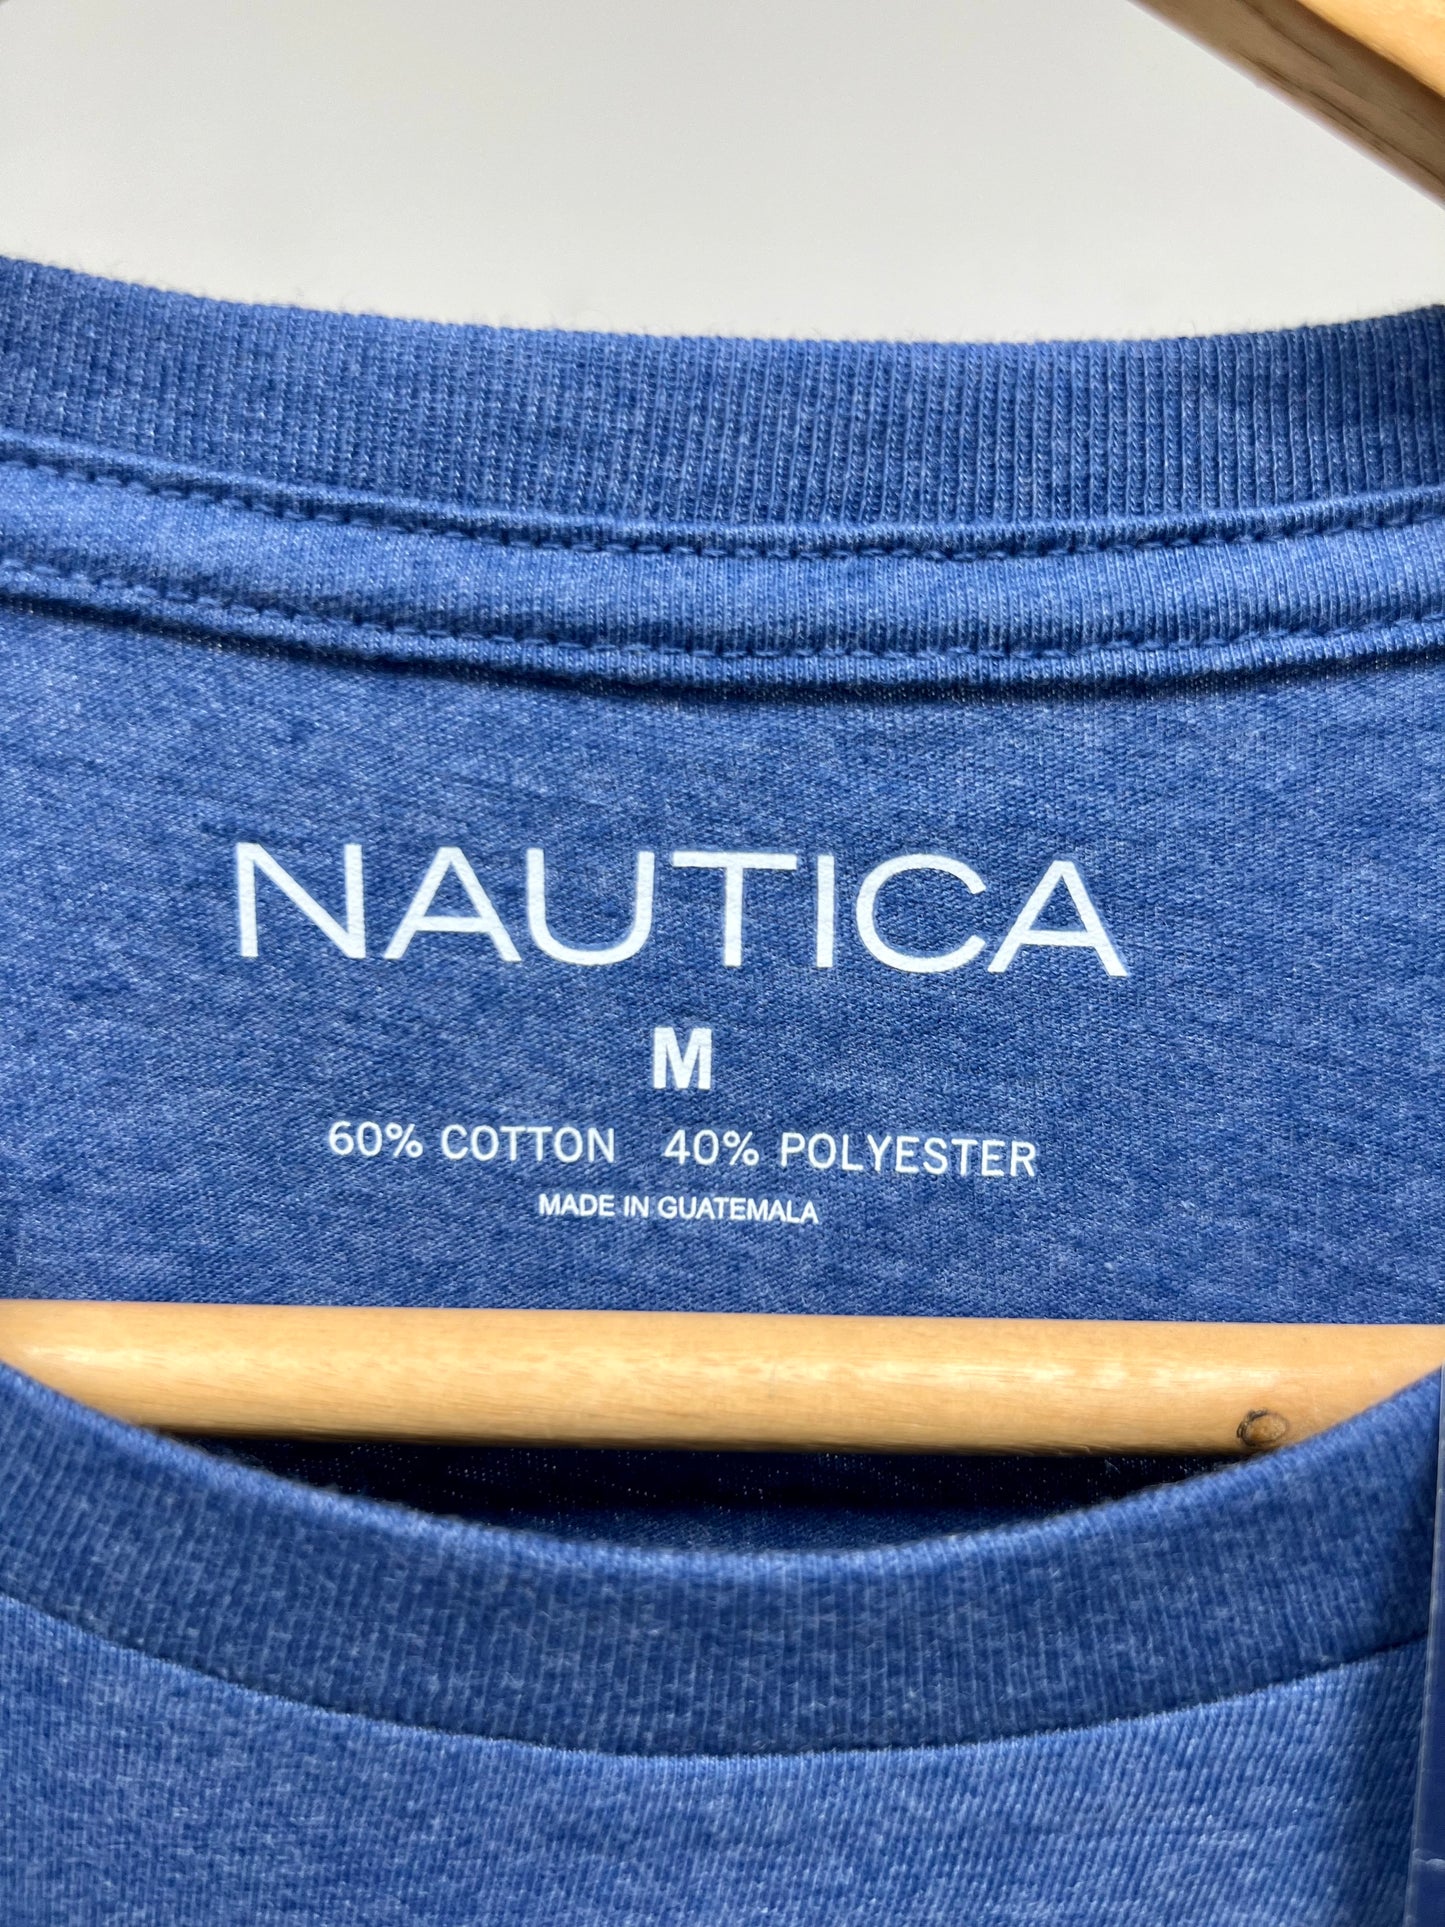 NAUTICA
M
60% COTTON 40% POLYESTER
MADE IN GUATEMALA